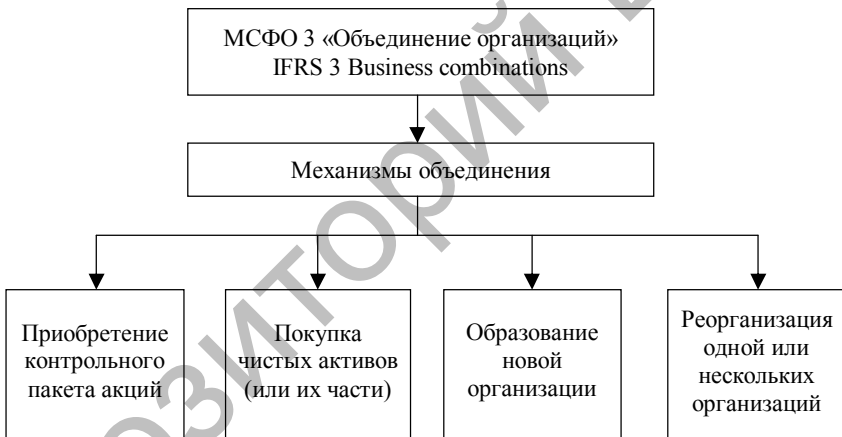 МСФО 3 «Объединение организаций»
IFRS 3 Business combinations
Механизмы объединения
Приобретение
контрольного
пакета акций
Покупка
чистых активов
(или их части)
Образование
новой
организации
Реорганизация
одной или
нескольких
организаций